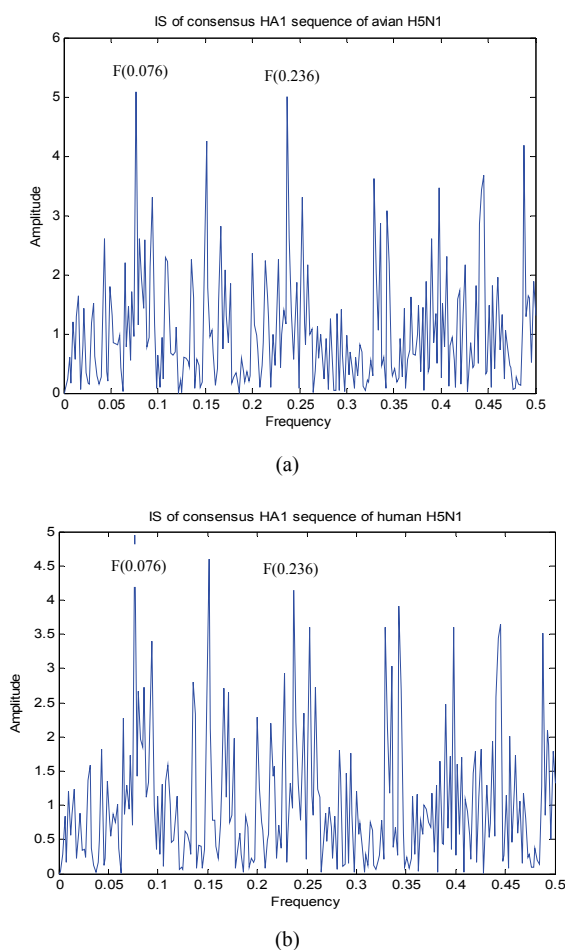 IS of consensus HA1 sequence of avian H5N1
6
F(0.076)
F(0.236)
5
4
3
2
1
0
Amplitude
0 0.05 0.1 0.15 0.2 0.25 0.3 0.35 0.4 0.45 0.5
Frequency
(a)
IS of consensus HA1 sequence of human H5N1
5
4.5
F(0.076)
F(0.236)
4
3.5
3
2.5
2
1.5
1
0.5
0
Amplitude
0 0.05 0.1 0.15 0.2 0.25 0.3 0.35 0.4 0.45 0.5
Frequency
(b)